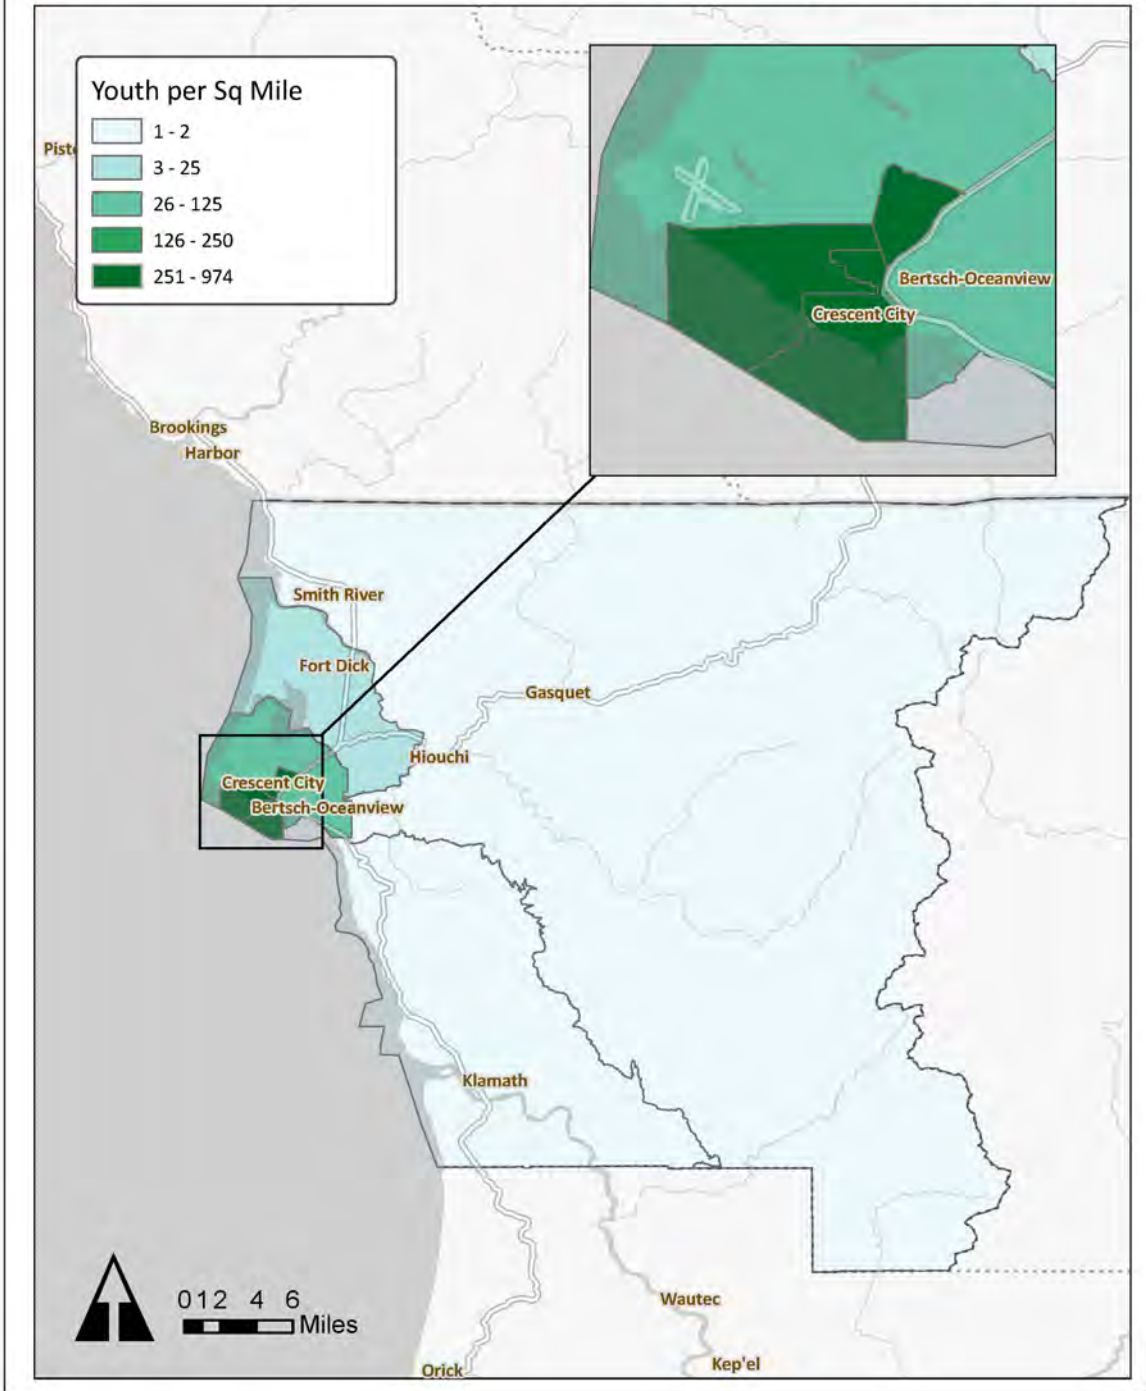 Youth per Sq Mile
1 - 2
3 - 25
26 - 125
126 - 250
251 - 974
Pisto
Bertsch-Oceanview
Crescent City
Brookings
Harbor
Smith River
Fort Dick
Gasquet
Hiouchi
Crescent City
Bertsch-Oceanview
Klamath
0 1 2 4 6
Miles
Wautec
Kep'el
Orick